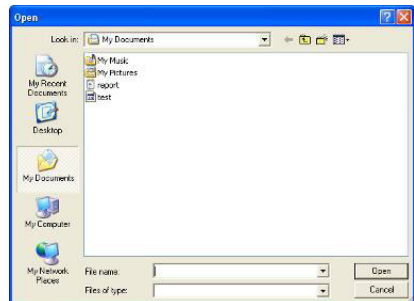 Open
Look in:
My Documents
My Recent
Documents
Desktop
My Documents
My Computer
My Network
Places
My Music
My Pictures
report
test
File name:
Open
Files of type:
Cancel